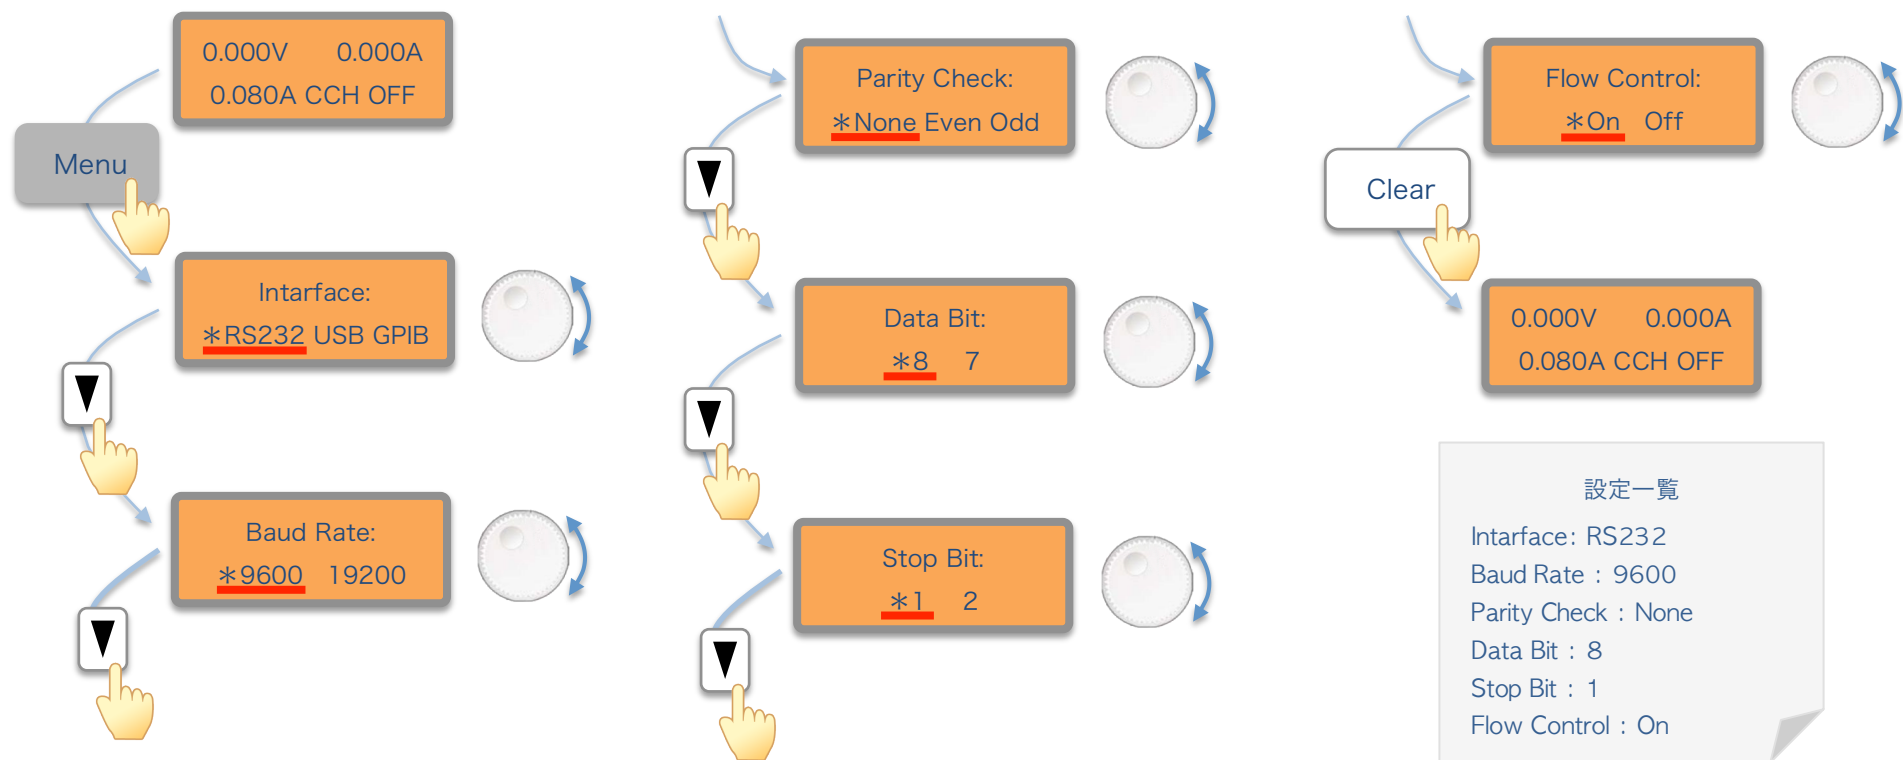 0.000V 0.000A
0.080A CCH OFF
Menu
Intarface:
*RS232 USB GPIB
▼
Baud Rate:
*9600 19200
▼
Parity Check:
*None Even Odd
▼
Data Bit:
*8 7
▼
Stop Bit:
*1 2
▼
Flow Control:
*On Off
Clear
0.000V 0.000A
0.080A CCH OFF
設定一覧
Intarface: RS232
Baud Rate : 9600
Parity Check : None
Data Bit : 8
Stop Bit : 1
Flow Control : On